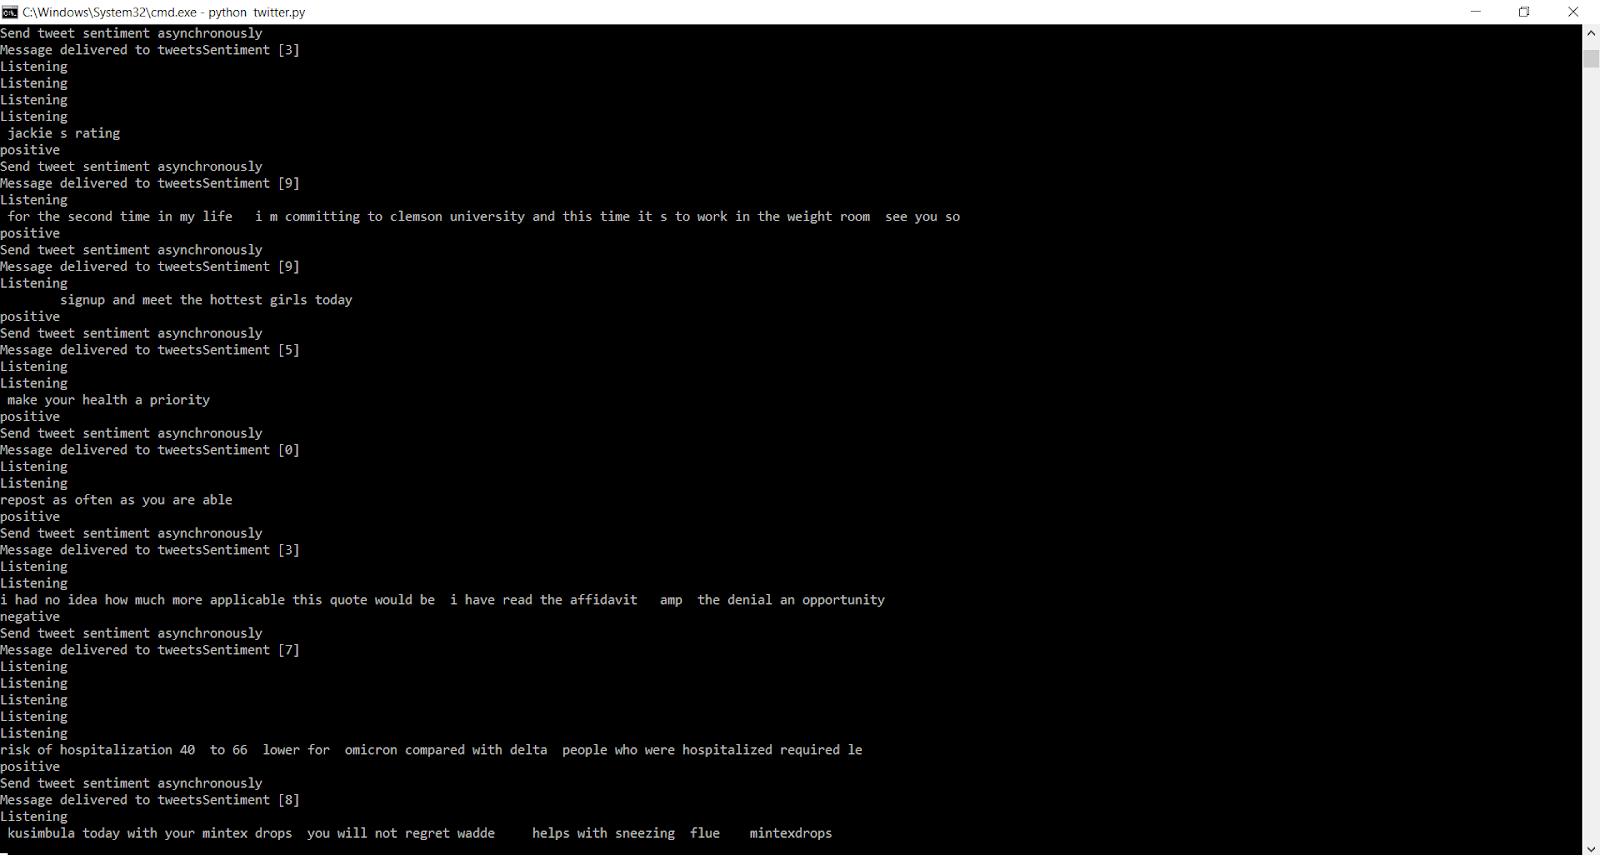 C:\Windows\System32\cmd.exe - python  twitter.py
Send tweet sentiment asynchronously
Message delivered to tweetsSentiment [3]
Listening
Listening
Listening
Listening
 jackie s rating
positive
Send tweet sentiment asynchronously
Message delivered to tweetsSentiment [9]
Listening
 for the second time in my life   i m committing to clemson university and this time it s to work in the weight room  see you so
positive
Send tweet sentiment asynchronously
Message delivered to tweetsSentiment [9]
Listening
        signup and meet the hottest girls today
positive
Send tweet sentiment asynchronously
Message delivered to tweetsSentiment [5]
Listening
Listening
 make your health a priority
positive
Send tweet sentiment asynchronously
Message delivered to tweetsSentiment [0]
Listening
Listening
repost as often as you are able
positive
Send tweet sentiment asynchronously
Message delivered to tweetsSentiment [3]
Listening
Listening
i had no idea how much more applicable this quote would be  i have read the affidavit   amp  the denial an opportunity
negative
Send tweet sentiment asynchronously
Message delivered to tweetsSentiment [7]
Listening
Listening
Listening
Listening
Listening
risk of hospitalization 40  to 66  lower for  omicron compared with delta  people who were hospitalized required le
positive
Send tweet sentiment asynchronously
Message delivered to tweetsSentiment [8]
Listening
 kusimbula today with your mintex drops  you will not regret wadde     helps with sneezing  flue    mintexdrops